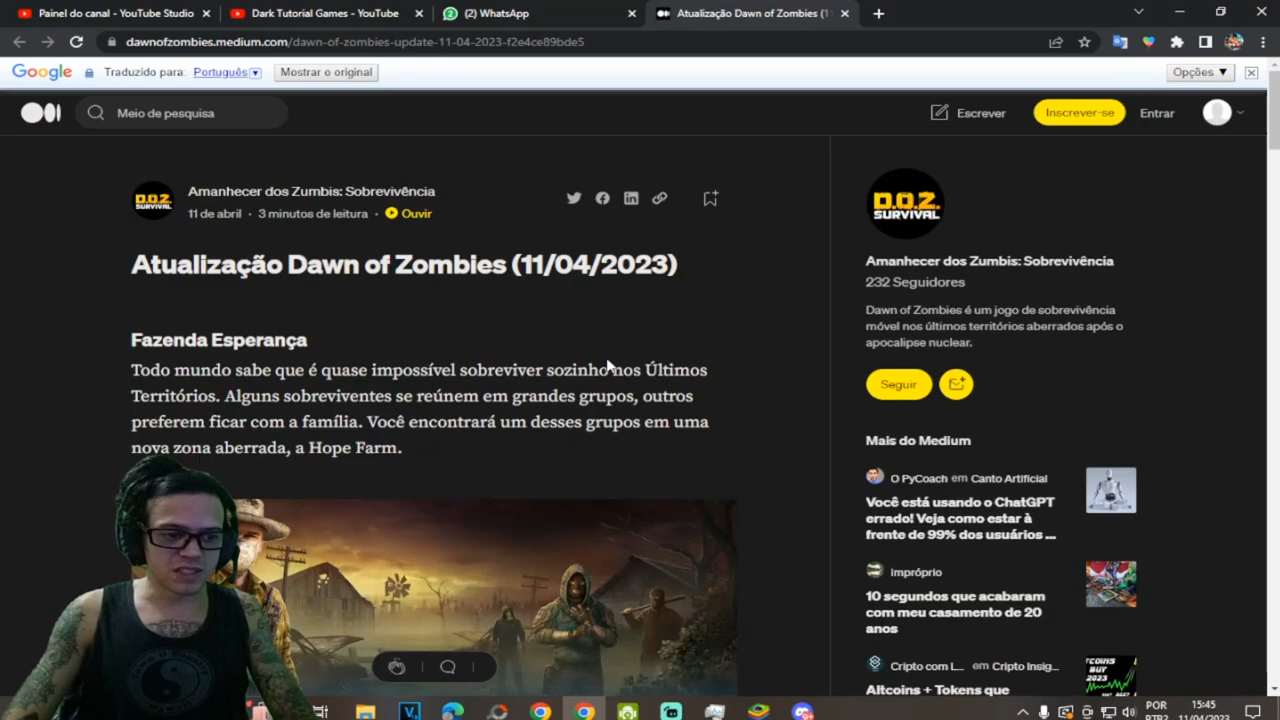 Painel do canal - YouTube Studio
Dark Tutorial Games - YouTube
(2) WhatsApp
Atualização Dawn of Zombies (1
dawnofzombies.medium.com/dawn-of-zombies-update-11-04-2023-f2e4ce89bde5
Google
Traduzido para: Português
Mostrar o original
Opções ▼
Meio de pesquisa
Escrever
Inscrever-se
Entrar
D.O.Z.
SURVIVAL
Amanhecer dos Zumbis: Sobrevivência
11 de abril · 3 minutos de leitura · Ouvir
Atualização Dawn of Zombies (11/04/2023)
Fazenda Esperança
Todo mundo sabe que é quase impossível sobreviver sozinho nos Últimos
Territórios. Alguns sobreviventes se reúnem em grandes grupos, outros
preferem ficar com a família. Você encontrará um desses grupos em uma
nova zona aberrada, a Hope Farm.
D.O.Z.
SURVIVAL
Amanhecer dos Zumbis: Sobrevivência
232 Seguidores
Dawn of Zombies é um jogo de sobrevivência
móvel nos últimos territórios aberrados após o
apocalipse nuclear.
Seguir
Mais do Medium
O PyCoach em Canto Artificial
Você está usando o ChatGPT
errado! Veja como estar à
frente de 99% dos usuários ...
Impróprio
10 segundos que acabaram
com meu casamento de 20
anos
Cripto com L... em Cripto Insig...
Altcoins + Tokens que
BUY
2023
POR
PTB2
15:45
11/04/2023